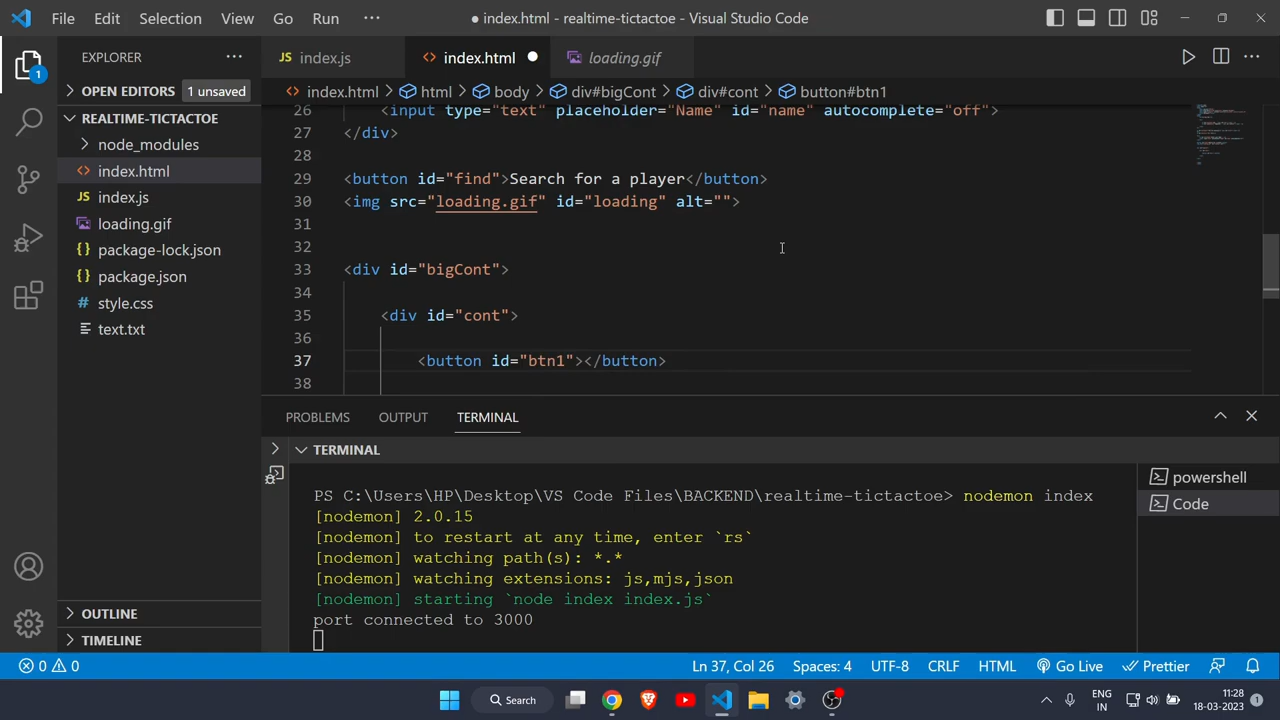 File Edit Selection View Go Run ··· ● index.html - realtime-tictactoe - Visual Studio Code
EXPLORER ···
JS index.js
<> index.html ●
loading.gif
1
> OPEN EDITORS 1 unsaved
index.html > html > body > div#bigCont > div#cont > button#btn1
REALTIME-TICTACTOE
node_modules
<> index.html
JS index.js
loading.gif
{} package-lock.json
{} package.json
# style.css
text.txt
OUTLINE
TIMELINE
26 <input type="text" placeholder="Name" id="name" autocomplete="off">
27 </div>
28
29 <button id="find">Search for a player</button>
30 <img src="loading.gif" id="loading" alt="">
31
32
33 <div id="bigCont">
34
35 <div id="cont">
36
37 <button id="btn1"></button>
38
PROBLEMS OUTPUT TERMINAL
TERMINAL
PS C:\Users\HP\Desktop\VS Code Files\BACKEND\realtime-tictactoe> nodemon index
[nodemon] 2.0.15
[nodemon] to restart at any time, enter `rs`
[nodemon] watching path(s): *.*
[nodemon] watching extensions: js,mjs,json
[nodemon] starting `node index index.js`
port connected to 3000
powershell
Code
0 0 Ln 37, Col 26 Spaces: 4 UTF-8 CRLF HTML Go Live Prettier
Search
ENG
IN
11:28
18-03-2023
1